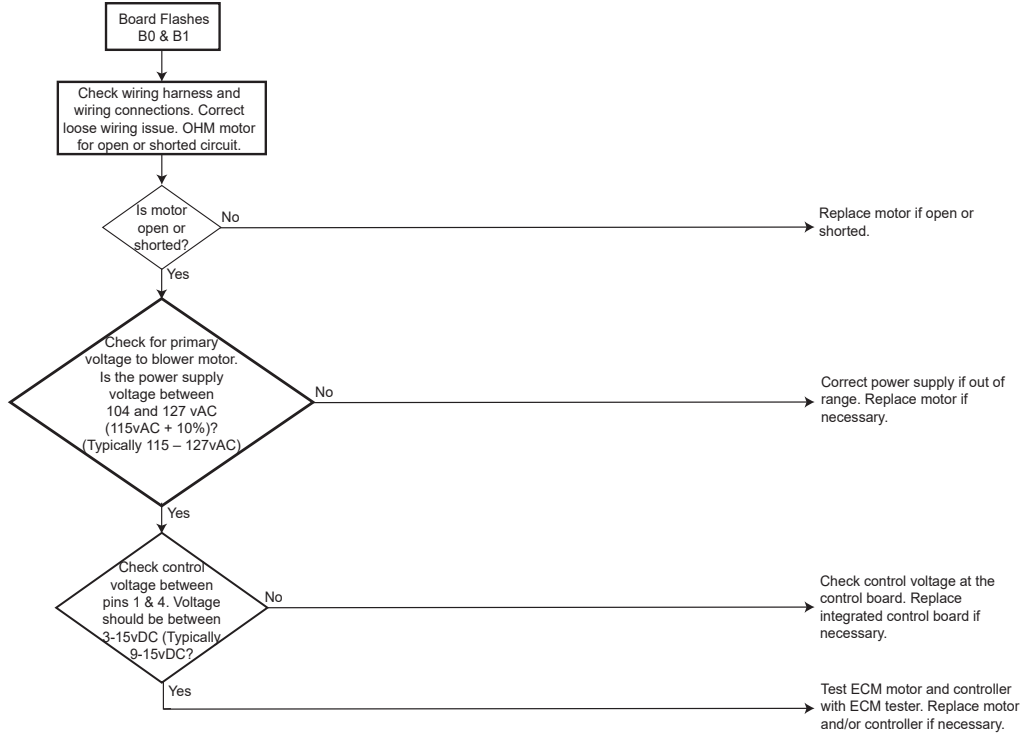 Board Flashes
B0 & B1
Check wiring harness and
wiring connections. Correct
loose wiring issue. OHM motor
for open or shorted circuit.
Is motor
open or
shorted?
No
Replace motor if open or
shorted.
Yes
Check for primary
voltage to blower motor.
Is the power supply
voltage between
104 and 127 vAC
(115vAC + 10%)?
(Typically 115 – 127vAC)
No
Correct power supply if out of
range. Replace motor if
necessary.
Yes
Check control
voltage between
pins 1 & 4. Voltage
should be between
3-15vDC (Typically
9-15vDC?
No
Check control voltage at the
control board. Replace
integrated control board if
necessary.
Yes
Test ECM motor and controller
with ECM tester. Replace motor
and/or controller if necessary.